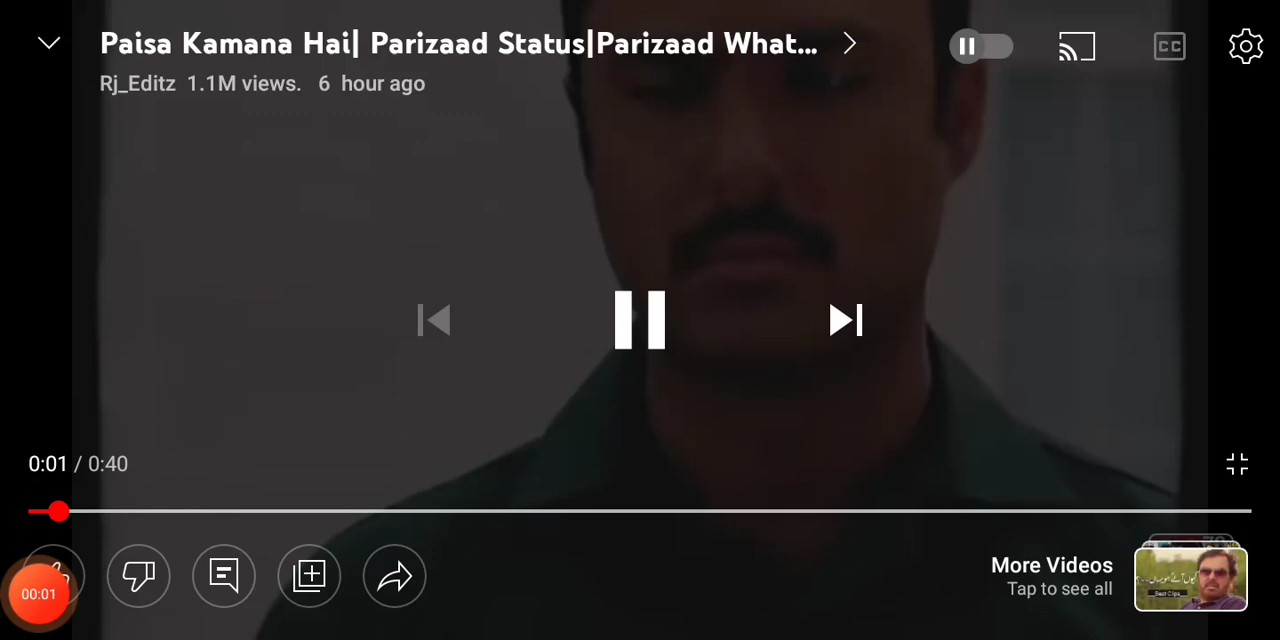 Paisa Kamana Hai| Parizaad Status|Parizaad What...
CC
Rj_Editz 1.1M views. 6 hour ago
0:01 / 0:40
More Videos
Tap to see all
00:01